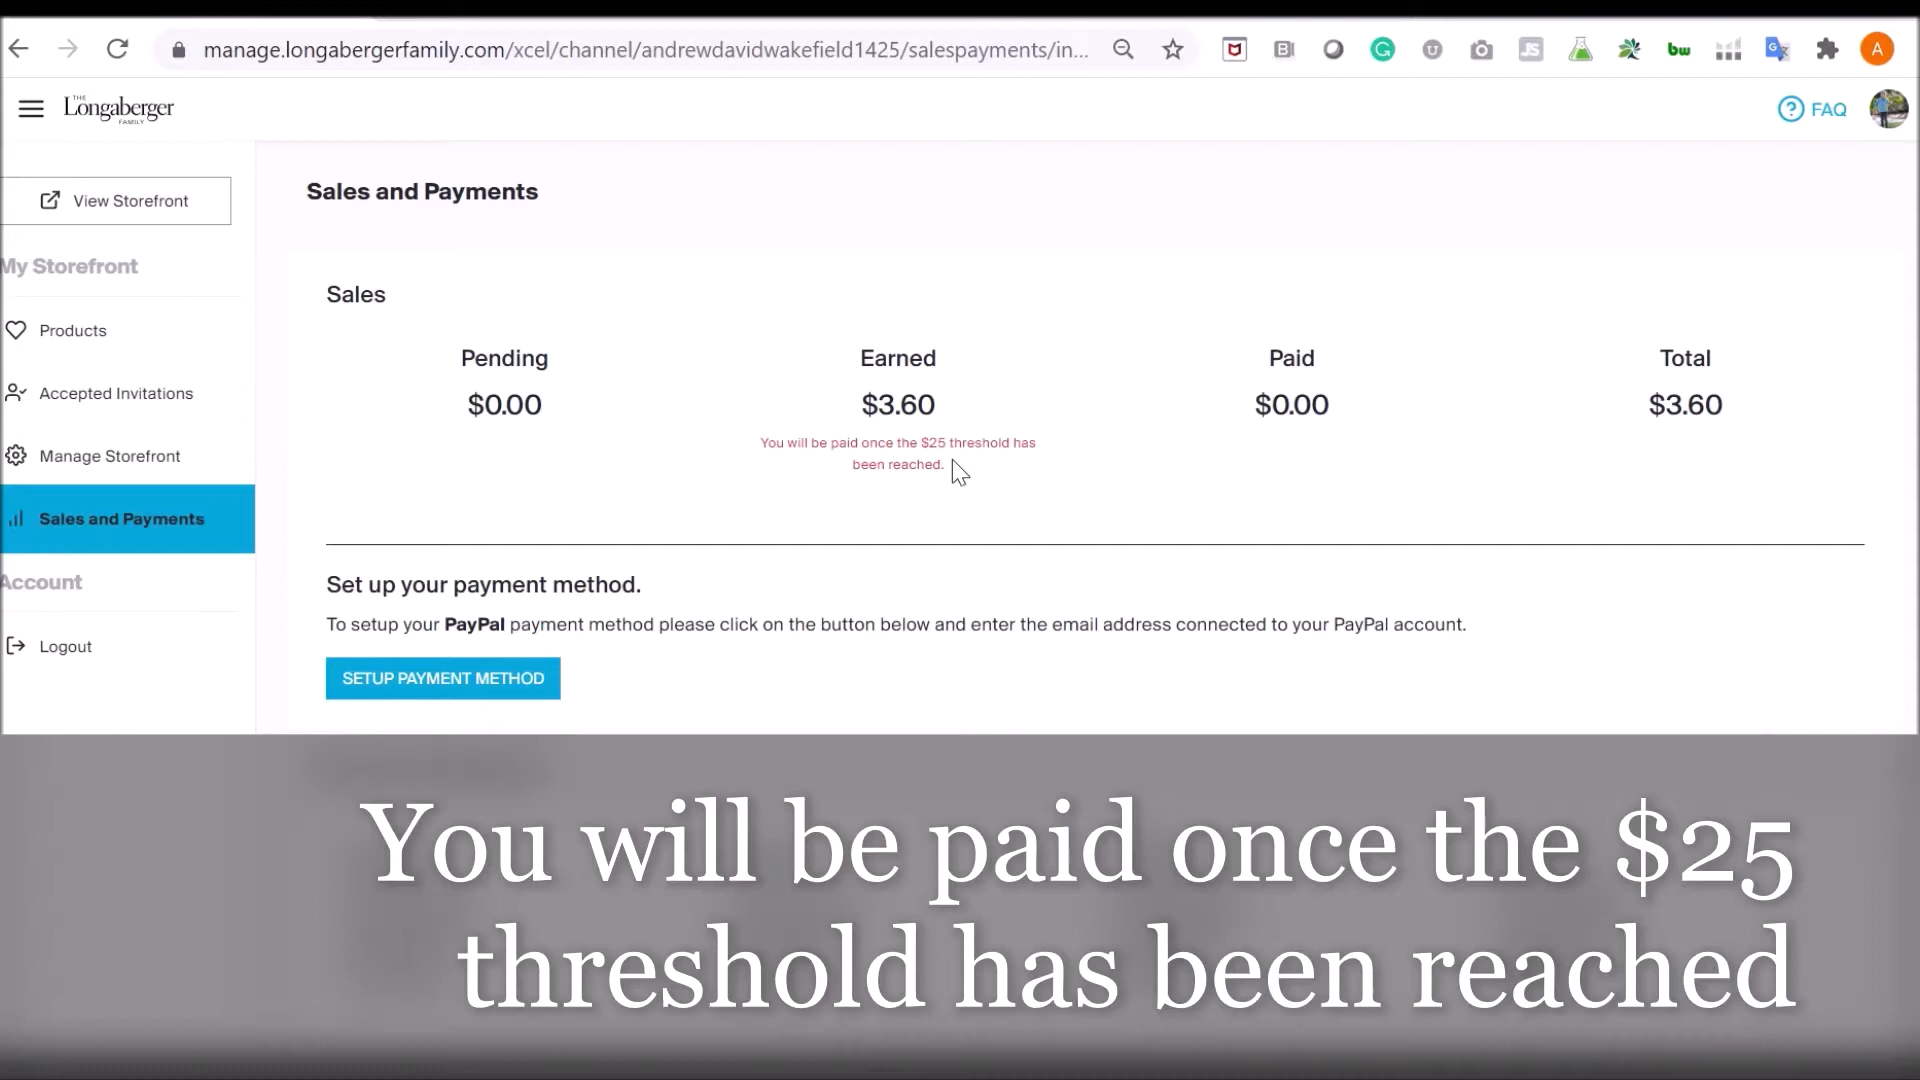 manage.longabergerfamily.com/xcel/channel/andrewdavidwakefield1425/salespayments/in...
B
G
U
JS
bw
G
A
THE
Longaberger
FAMILY
FAQ
View Storefront
Sales and Payments
My Storefront
Sales
Products
Pending
Earned
Paid
Total
Accepted Invitations
$0.00
$3.60
$0.00
$3.60
You will be paid once the $25 threshold has
been reached.
Manage Storefront
Sales and Payments
Account
Set up your payment method.
To setup your PayPal payment method please click on the button below and enter the email address connected to your PayPal account.
Logout
SETUP PAYMENT METHOD
You will be paid once the $25
threshold has been reached